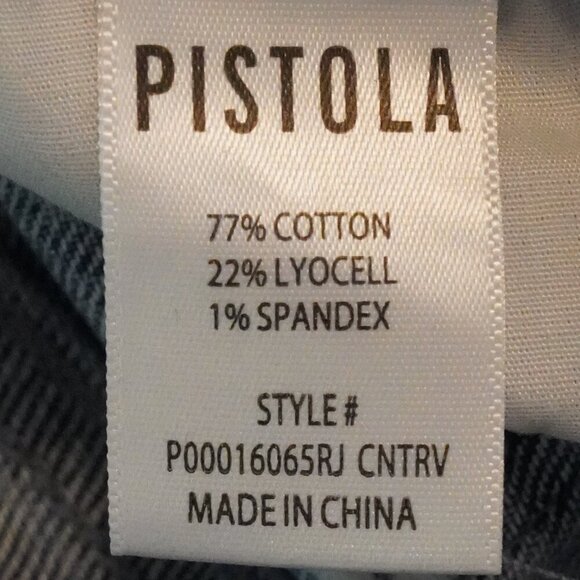 PISTOLA
77% COTTON
22% LYOCELL
1% SPANDEX
STYLE #
P00016065RJ CNTRV
MADE IN CHINA